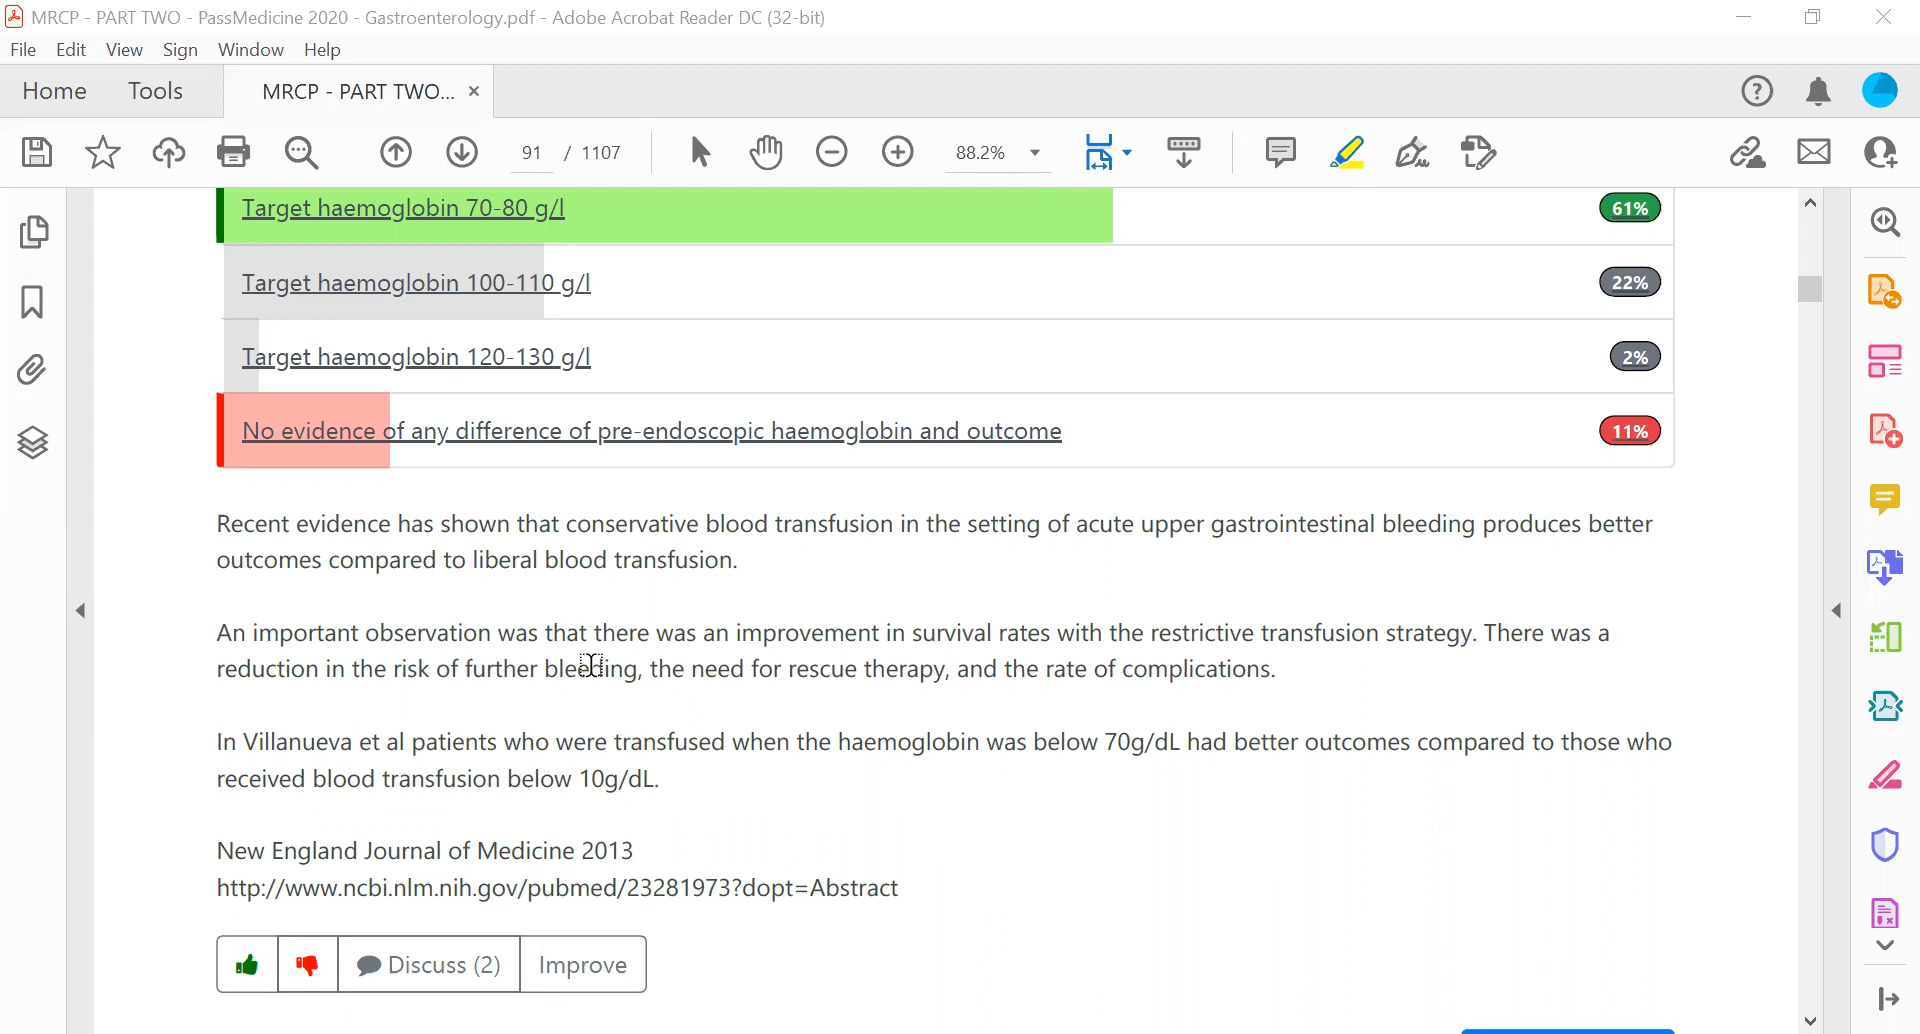 MRCP - PART TWO - PassMedicine 2020 - Gastroenterology.pdf - Adobe Acrobat Reader DC (32-bit)
File Edit View Sign Window Help
Home Tools MRCP - PART TWO... ×
91 / 1107 88.2%
Target haemoglobin 70-80 g/l 61%
Target haemoglobin 100-110 g/l 22%
Target haemoglobin 120-130 g/l 2%
No evidence of any difference of pre-endoscopic haemoglobin and outcome 11%
Recent evidence has shown that conservative blood transfusion in the setting of acute upper gastrointestinal bleeding produces better
outcomes compared to liberal blood transfusion.
An important observation was that there was an improvement in survival rates with the restrictive transfusion strategy. There was a
reduction in the risk of further bleeding, the need for rescue therapy, and the rate of complications.
In Villanueva et al patients who were transfused when the haemoglobin was below 70g/dL had better outcomes compared to those who
received blood transfusion below 10g/dL.
New England Journal of Medicine 2013
http://www.ncbi.nlm.nih.gov/pubmed/23281973?dopt=Abstract
Discuss (2) Improve